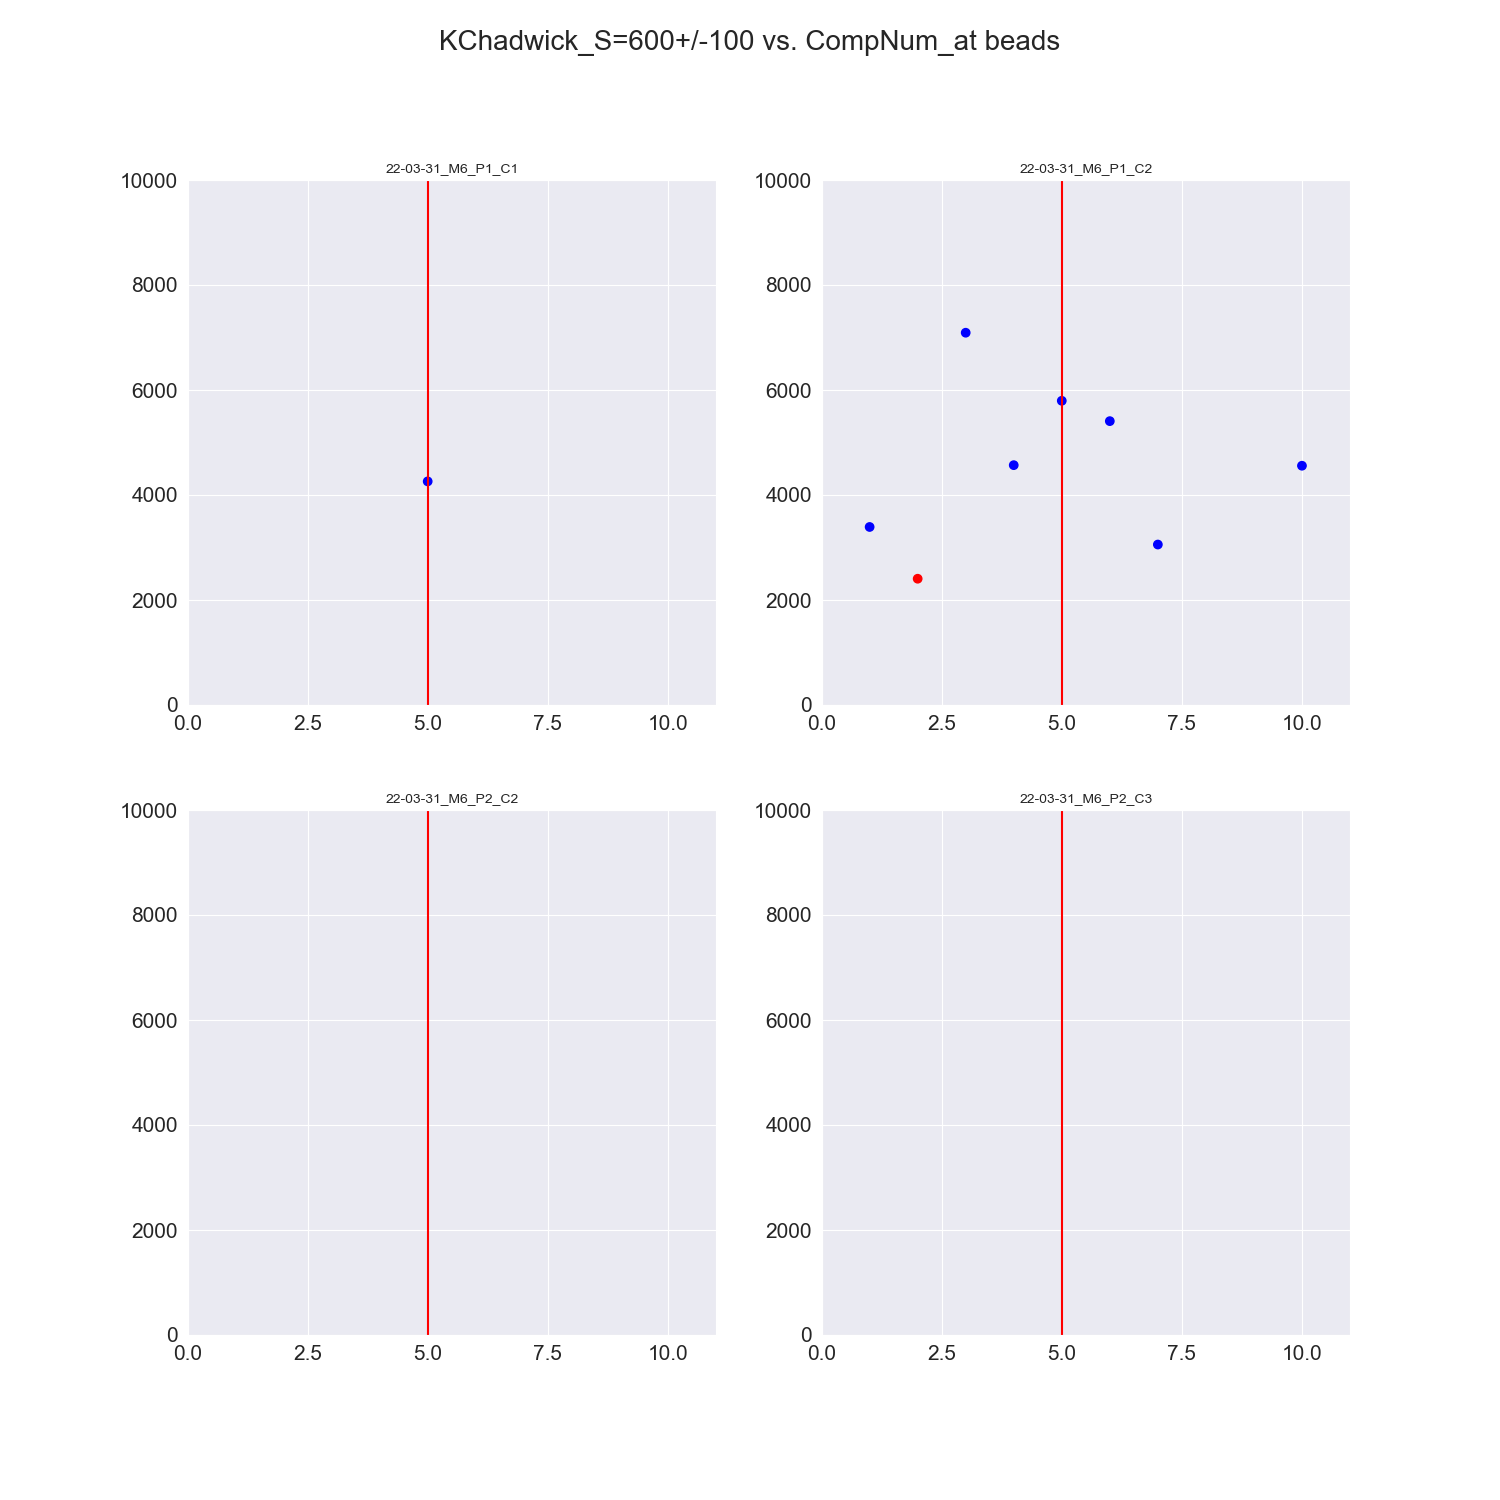 KChadwick_S=600+/-100 vs. CompNum_at beads
22-03-31_M6_P1_C1
10000
8000
6000
4000
2000
0
0.0 2.5 5.0 7.5 10.0
22-03-31_M6_P1_C2
10000
8000
6000
4000
2000
0
0.0 2.5 5.0 7.5 10.0
22-03-31_M6_P2_C2
10000
8000
6000
4000
2000
0
0.0 2.5 5.0 7.5 10.0
22-03-31_M6_P2_C3
10000
8000
6000
4000
2000
0
0.0 2.5 5.0 7.5 10.0